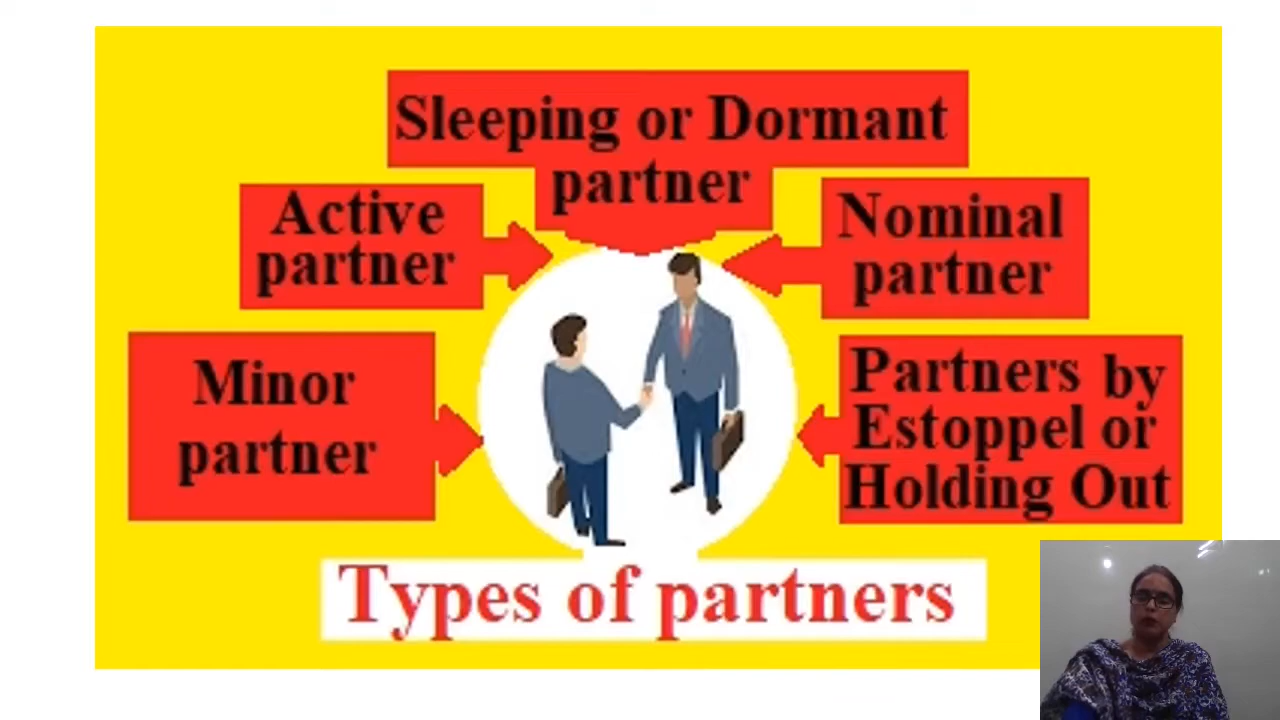 Sleeping or Dormant
partner
Active
partner
Nominal
partner
Minor
partner
Partners by
Estoppel or
Holding Out
Types of partners